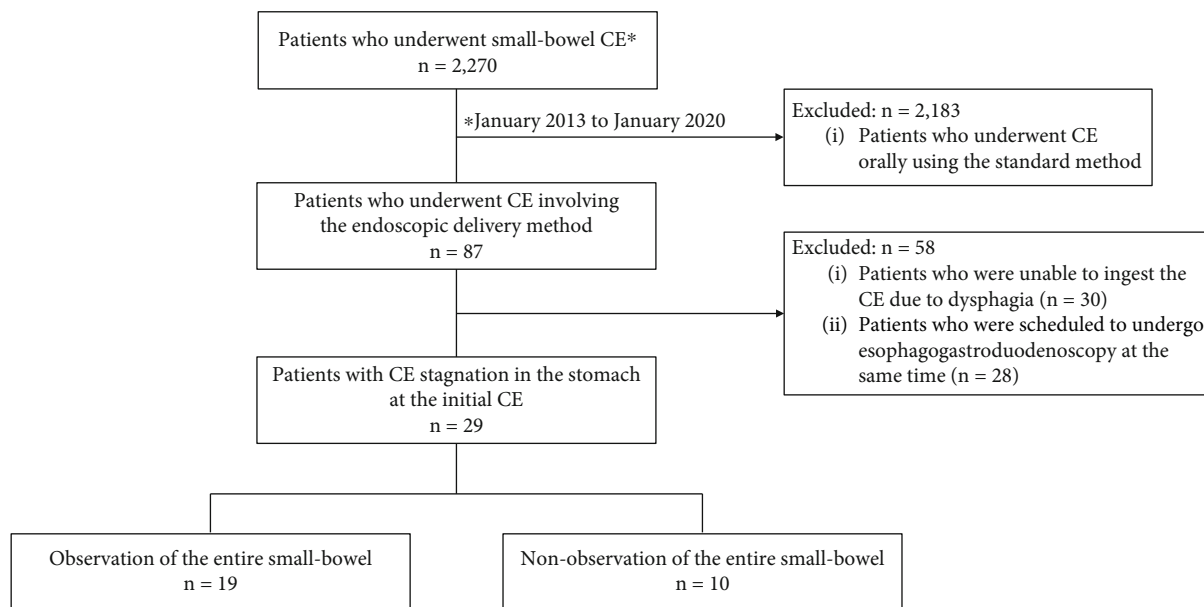 Patients who underwent small-bowel CE*
n = 2,270
*January 2013 to January 2020
Excluded: n = 2,183
(i) Patients who underwent CE
orally using the standard method
Patients who underwent CE involving
the endoscopic delivery method
n = 87
Excluded: n = 58
(i) Patients who were unable to ingest the
CE due to dysphagia (n = 30)
(ii) Patients who were scheduled to undergo
esophagogastroduodenoscopy at the
same time (n = 28)
Patients with CE stagnation in the stomach
at the initial CE
n = 29
Observation of the entire small-bowel
n = 19
Non-observation of the entire small-bowel
n = 10